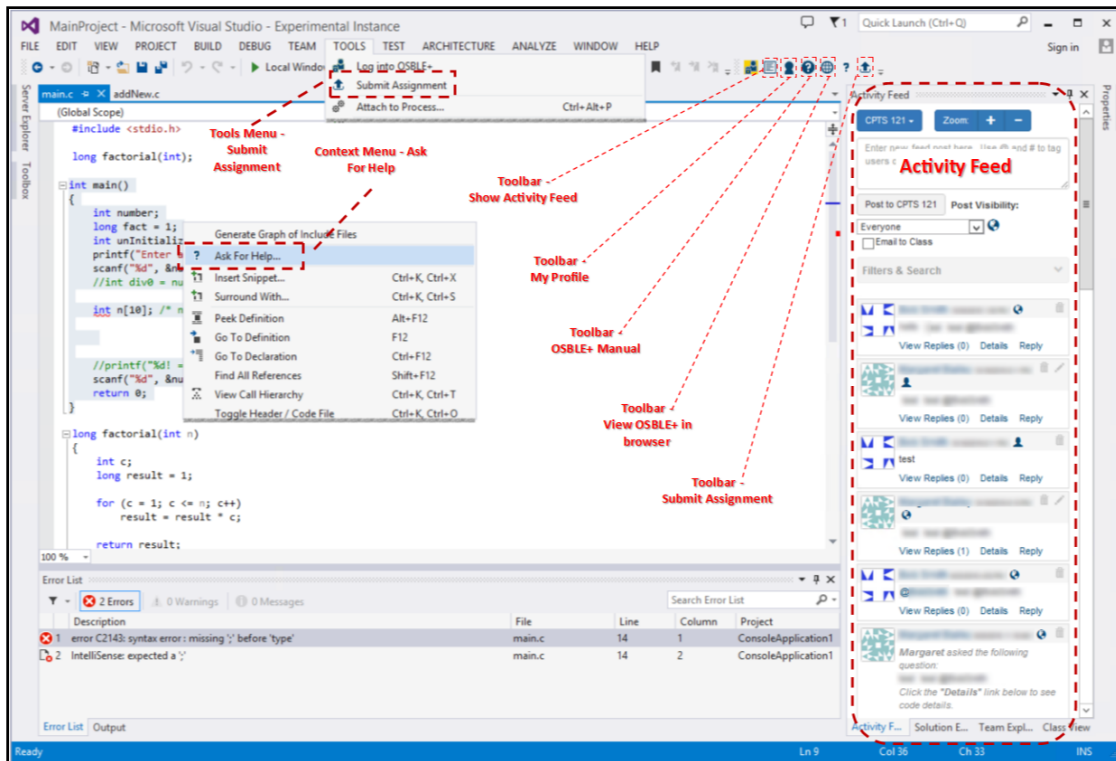 MainProject - Microsoft Visual Studio - Experimental Instance
1
Quick Launch (Ctrl+Q)
FILE EDIT VIEW PROJECT BUILD DEBUG TEAM TOOLS TEST ARCHITECTURE ANALYZE WINDOW HELP
Sign in
Local Windo
Log into OSBLE+
Submit Assignment
Attach to Process... Ctrl+Alt+P
Server Explorer
Toolbox
Properties
main.c addNew.c
(Global Scope)
#include <stdio.h>
long factorial(int);
int main()
{
int number;
long fact = 1;
int unInitializ
printf("Enter
scanf("%d", &nu
//int div0 = nu
int n[10]; /* n
//printf("%d! =
scanf("%d", &nu
return 0;
}
long factorial(int n)
{
int c;
long result = 1;
for (c = 1; c <= n; c++)
result = result * c;
return result;
100 %
Tools Menu -
Submit
Assignment
Context Menu - Ask
For Help
Generate Graph of Include Files
? Ask For Help...
Insert Snippet... Ctrl+K, Ctrl+X
Surround With... Ctrl+K, Ctrl+S
Peek Definition Alt+F12
Go To Definition F12
Go To Declaration Ctrl+F12
Find All References Shift+F12
View Call Hierarchy Ctrl+K, Ctrl+T
Toggle Header / Code File Ctrl+K, Ctrl+O
Toolbar -
Show Activity Feed
Toolbar -
My Profile
Toolbar -
OSBLE+ Manual
Toolbar -
View OSBLE+ in
browser
Toolbar -
Submit Assignment
Activity Feed
CPTS 121 Zoom: + −
Enter new feed post here. Use @ and # to tag
users
Activity Feed
Post to CPTS 121 Post Visibility:
Everyone
Email to Class
Filters & Search
View Replies (0) Details Reply
View Replies (0) Details Reply
test
View Replies (0) Details Reply
View Replies (1) Details Reply
View Replies (0) Details Reply
Margaret asked the following
question:
Click the "Details" link below to see
code details.
Activity F... Solution E... Team Expl... Class View
Error List
2 Errors 0 Warnings 0 Messages
Search Error List
Description File Line Column Project
1 error C2143: syntax error : missing ';' before 'type' main.c 14 1 ConsoleApplication1
2 IntelliSense: expected a ';' main.c 14 2 ConsoleApplication1
Error List Output
Ready Ln 9 Col 36 Ch 33 INS